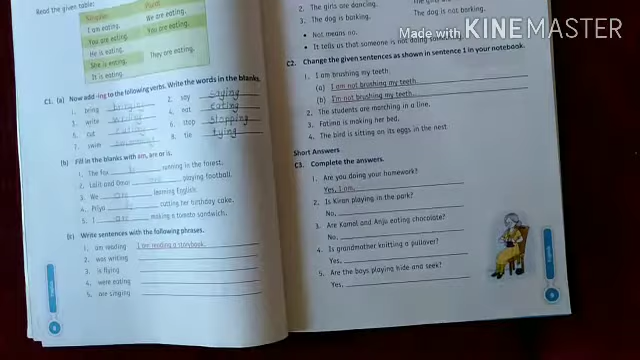 Made with KINEMASTER
Read the given table:
Singular Plural
I am eating. We are eating.
You are eating. You are eating.
He is eating.
She is eating. They are eating.
It is eating.
C1. (a) Now add -ing to the following verbs. Write the words in the blanks.
1. bring bringing 2. say saying
3. write writing 4. eat eating
5. cut 6. stop stopping
7. swim 8. tie tying
(b) Fill in the blanks with am, are or is.
1. The fox is running in the forest.
2. Lalit and Omar are playing football.
3. We are learning English.
4. Priya is cutting her birthday cake.
5. I making a tomato sandwich.
(c) Write sentences with the following phrases.
1. am reading I am reading a storybook.
2. was writing
3. is flying
4. were eating
5. are singing
English
2. The girls are dancing. The girls
3. The dog is barking. The dog is not barking.
• Not means no.
• It tells us that someone is not doing something
C2. Change the given sentences as shown in sentence 1 in your notebook.
1. I am brushing my teeth.
(a) I am not brushing my teeth.
(b) I'm not brushing my teeth.
2. The students are marching in a line.
3. Fatima is making her bed.
4. The bird is sitting on its eggs in the nest.
Short Answers
C3. Complete the answers.
1. Are you doing your homework?
Yes, I am.
2. Is Kiran playing in the park?
No,
3. Are Kamal and Anju eating chocolate?
No,
4. Is grandmother knitting a pullover?
Yes,
5. Are the boys playing hide and seek?
Yes,
English